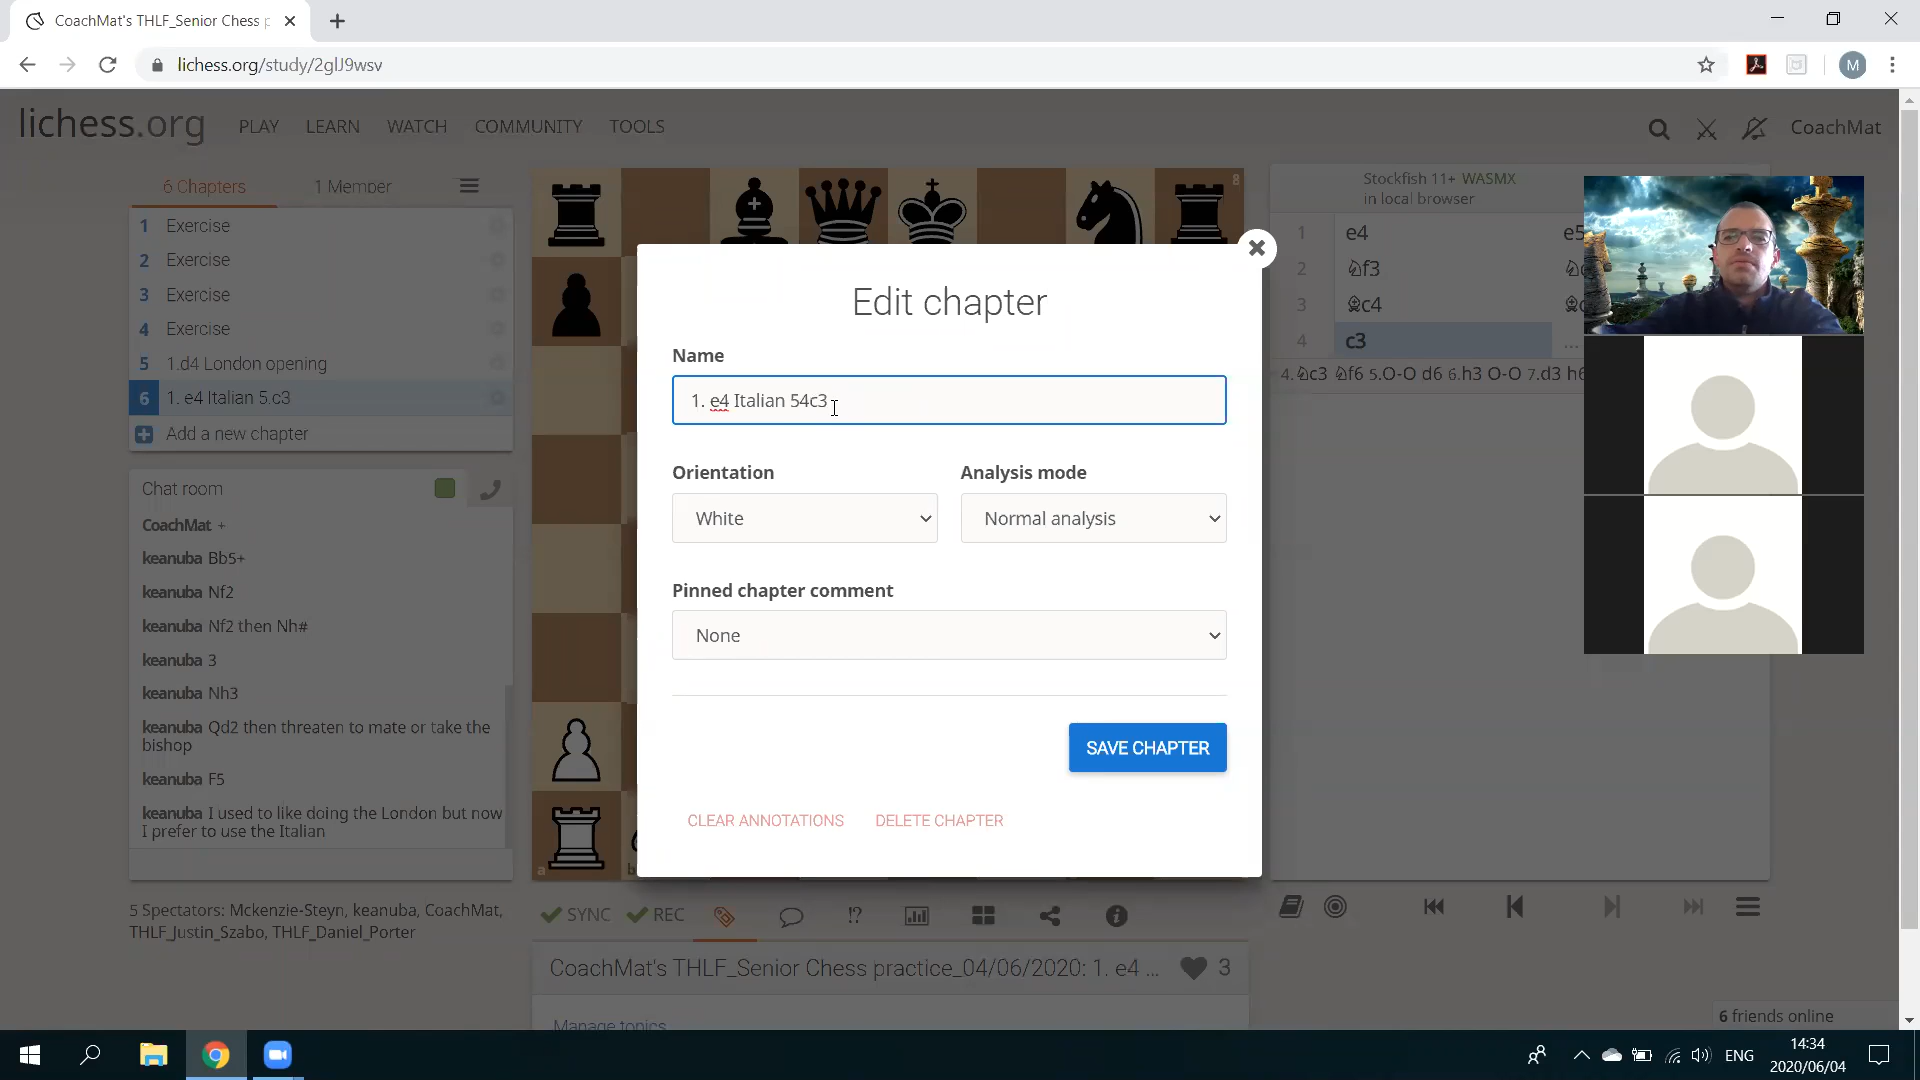 CoachMat's THLF_Senior Chess p
lichess.org/study/2glJ9wsv
M
lichess.org PLAY LEARN WATCH COMMUNITY TOOLS CoachMat
6 Chapters 1 Member
1 Exercise
2 Exercise
3 Exercise
4 Exercise
5 1.d4 London opening
6 1. e4 Italian 5.c3
Add a new chapter
Chat room
CoachMat +
keanuba Bb5+
keanuba Nf2
keanuba Nf2 then Nh#
keanuba 3
keanuba Nh3
keanuba Qd2 then threaten to mate or take the
bishop
keanuba F5
keanuba I used to like doing the London but now
I prefer to use the Italian
5 Spectators: Mckenzie-Steyn, keanuba, CoachMat,
THLF_Justin_Szabo, THLF_Daniel_Porter
8
a
Edit chapter
Name
1. e4 Italian 54c3
Orientation Analysis mode
White Normal analysis
Pinned chapter comment
None
SAVE CHAPTER
CLEAR ANNOTATIONS DELETE CHAPTER
SYNC REC !?
CoachMat's THLF_Senior Chess practice_04/06/2020: 1. e4 ... 3
Manage topics
Stockfish 11+ WASMX
in local browser
1 e4 e5
2 ♘f3
3 ♗c4
4 c3 ...
4.♘c3 ♘f6 5.O-O d6 6.h3 O-O 7.d3 h6
6 friends online
ENG
14:34
2020/06/04